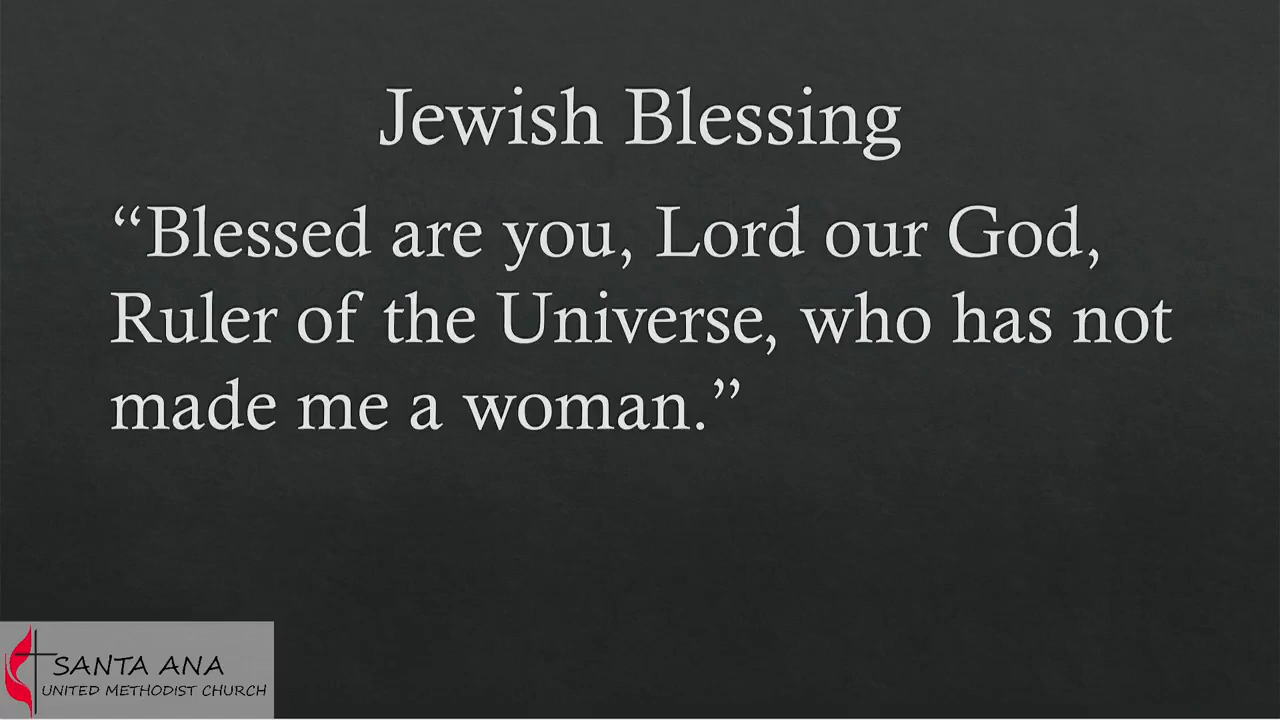 Jewish Blessing
“Blessed are you, Lord our God,
Ruler of the Universe, who has not
made me a woman.”
SANTA ANA
UNITED METHODIST CHURCH